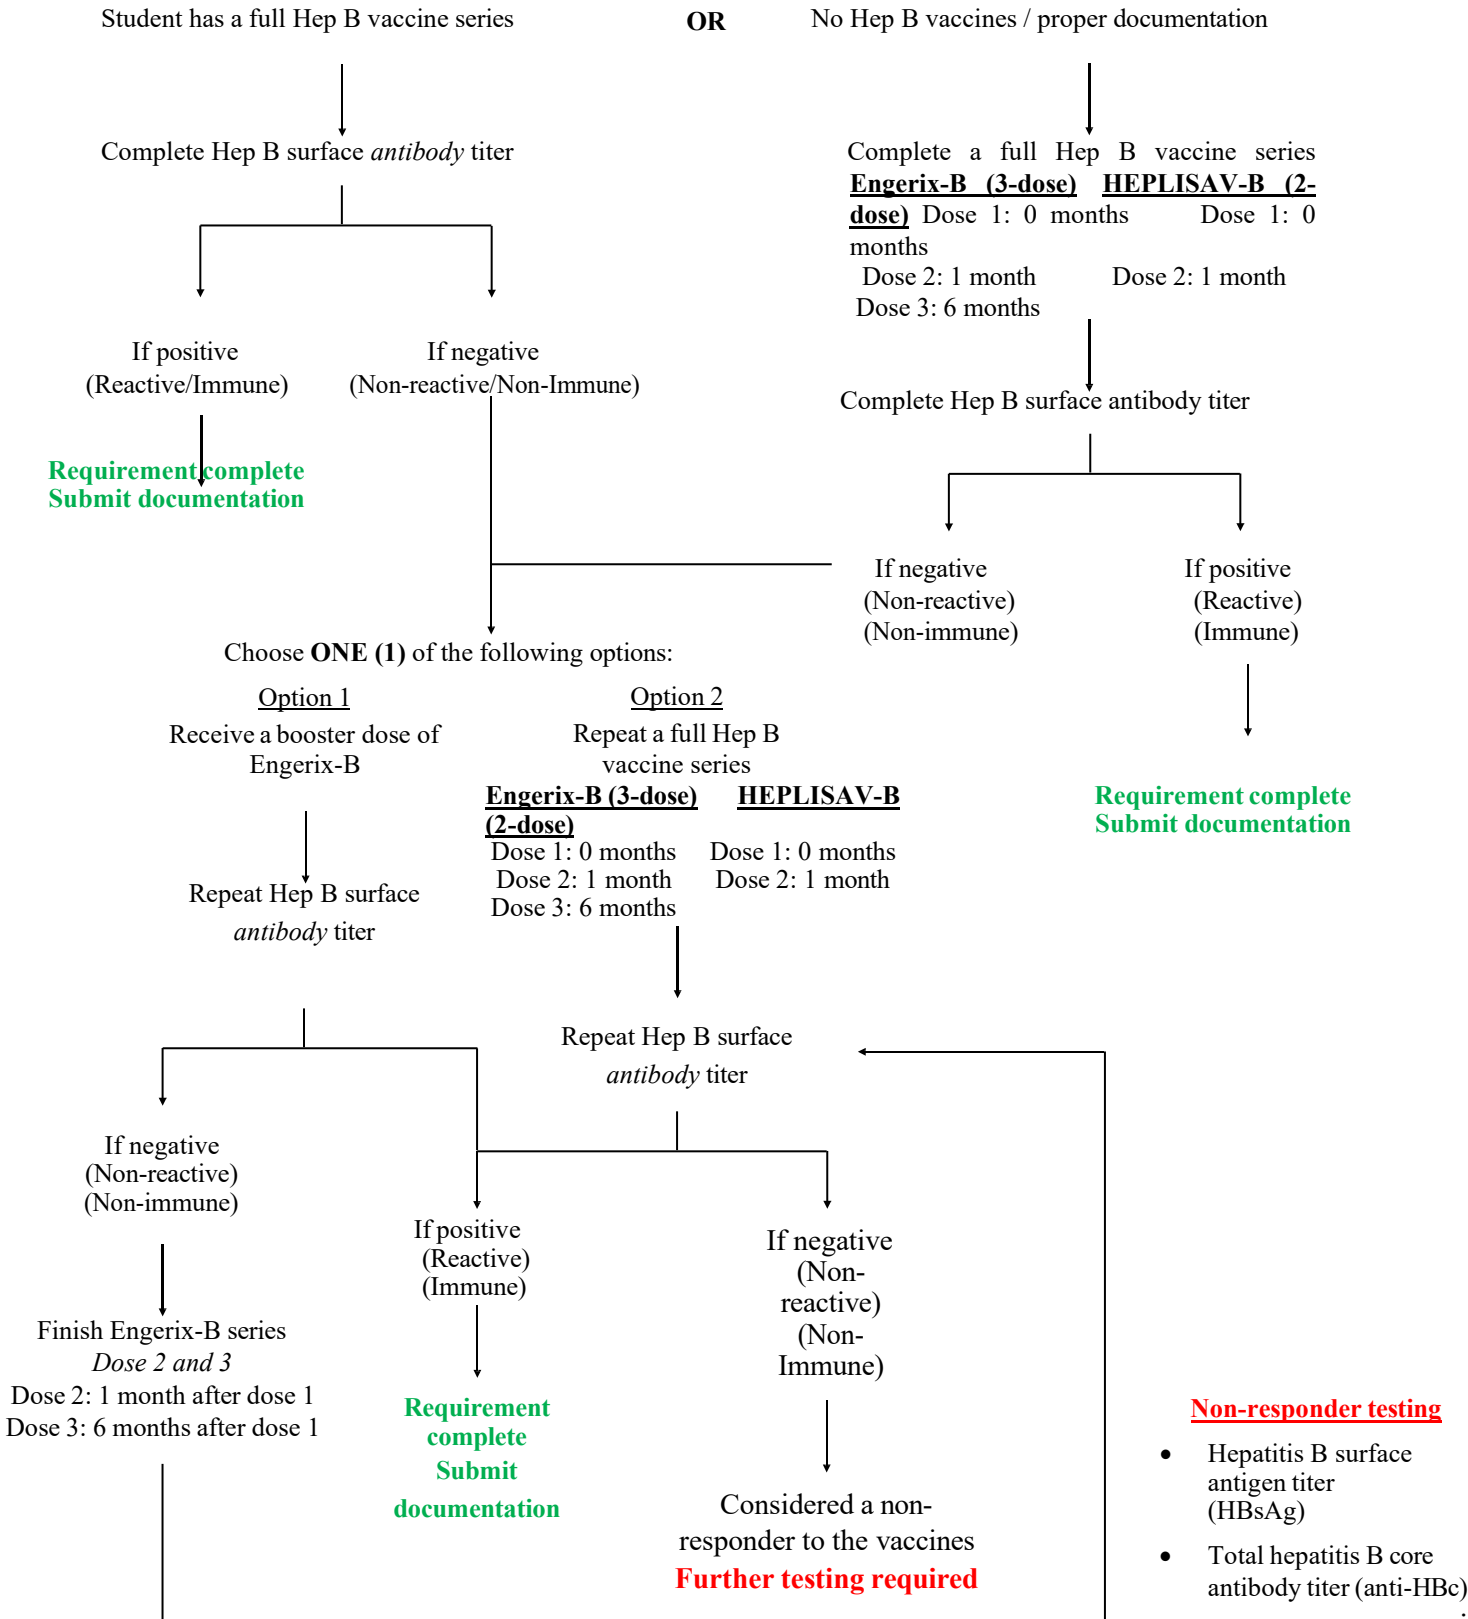 Student has a full Hep B vaccine series
OR
No Hep B vaccines / proper documentation
Complete Hep B surface antibody titer
Complete a full Hep B vaccine series
Engerix-B (3-dose) HEPLISAV-B (2-
dose) Dose 1: 0 months Dose 1: 0
months
Dose 2: 1 month Dose 2: 1 month
Dose 3: 6 months
If positive
(Reactive/Immune)
If negative
(Non-reactive/Non-Immune)
Complete Hep B surface antibody titer
Requirement complete
Submit documentation
If negative
(Non-reactive)
(Non-immune)
If positive
(Reactive)
(Immune)
Requirement complete
Submit documentation
Choose ONE (1) of the following options:
Option 1
Receive a booster dose of
Engerix-B
Repeat Hep B surface
antibody titer
Option 2
Repeat a full Hep B
vaccine series
Engerix-B (3-dose) HEPLISAV-B
(2-dose)
Dose 1: 0 months Dose 1: 0 months
Dose 2: 1 month Dose 2: 1 month
Dose 3: 6 months
Repeat Hep B surface
antibody titer
If negative
(Non-reactive)
(Non-immune)
Finish Engerix-B series
Dose 2 and 3
Dose 2: 1 month after dose 1
Dose 3: 6 months after dose 1
If positive
(Reactive)
(Immune)
Requirement
complete
Submit
documentation
If negative
(Non-
reactive)
(Non-
Immune)
Considered a non-
responder to the vaccines
Further testing required
Non-responder testing
• Hepatitis B surface
antigen titer
(HBsAg)
• Total hepatitis B core
antibody titer (anti-HBc)